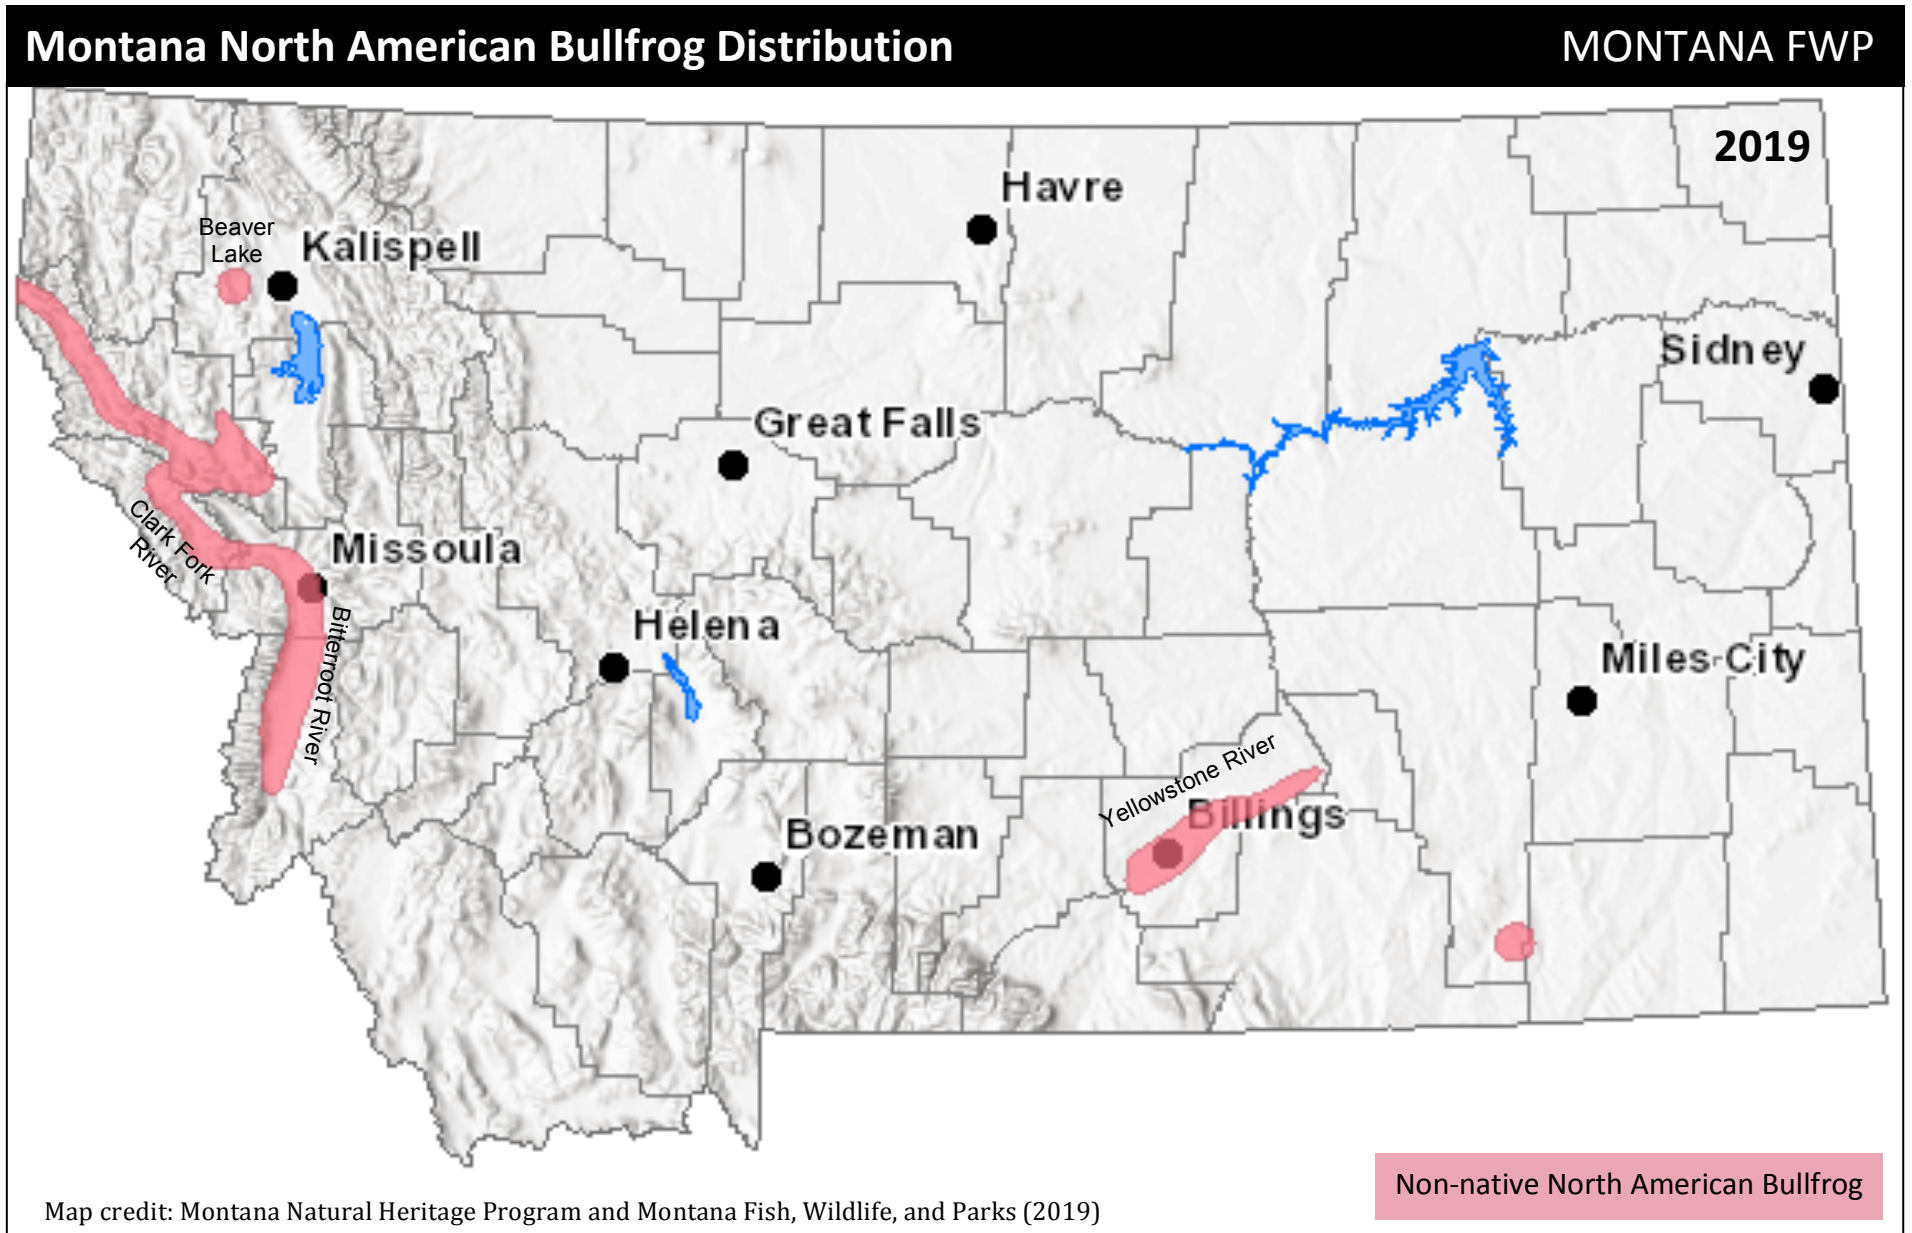 Montana North American Bullfrog Distribution
MONTANA FWP
2019
Havre
Beaver
Lake
Kalispell
Sidney
Great Falls
Clark Fork
River
Missoula
Bitterroot River
Helena
Miles City
Yellowstone River
Billings
Bozeman
Non-native North American Bullfrog
Map credit: Montana Natural Heritage Program and Montana Fish, Wildlife, and Parks (2019)